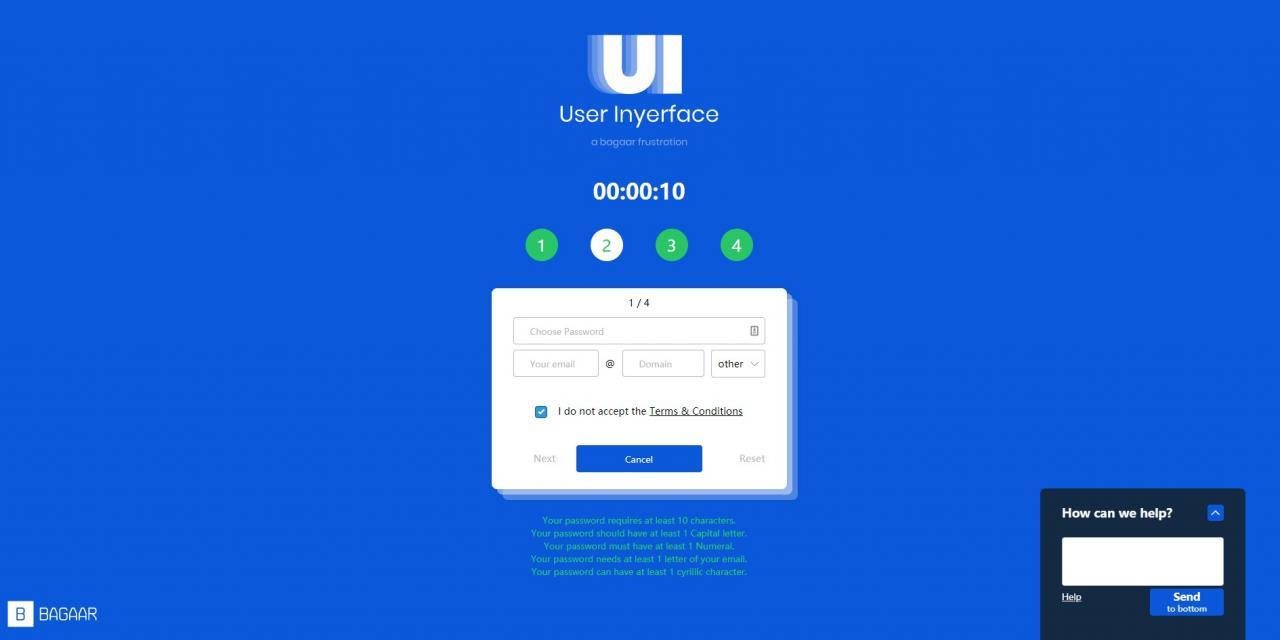 UI
User Inyerface
a bagaar frustration
00:00:10
1 2 3 4
1 / 4
Choose Password
Your email @ Domain other
I do not accept the Terms & Conditions
Next Cancel Reset
Your password requires at least 10 characters.
Your password should have at least 1 Capital letter.
Your password must have at least 1 Numeral.
Your password needs at least 1 letter of your email.
Your password can have at least 1 cyrillic character.
How can we help?
Help
Send
to bottom
B BAGAAR